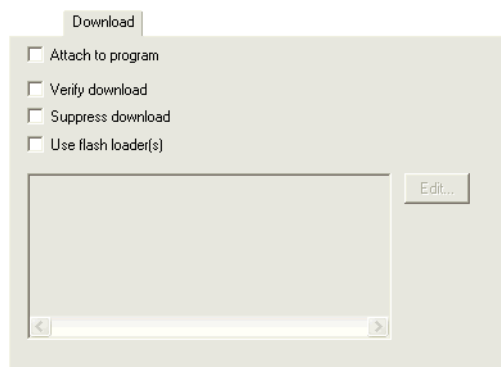 Download
Attach to program
Verify download
Suppress download
Use flash loader(s)
Edit...